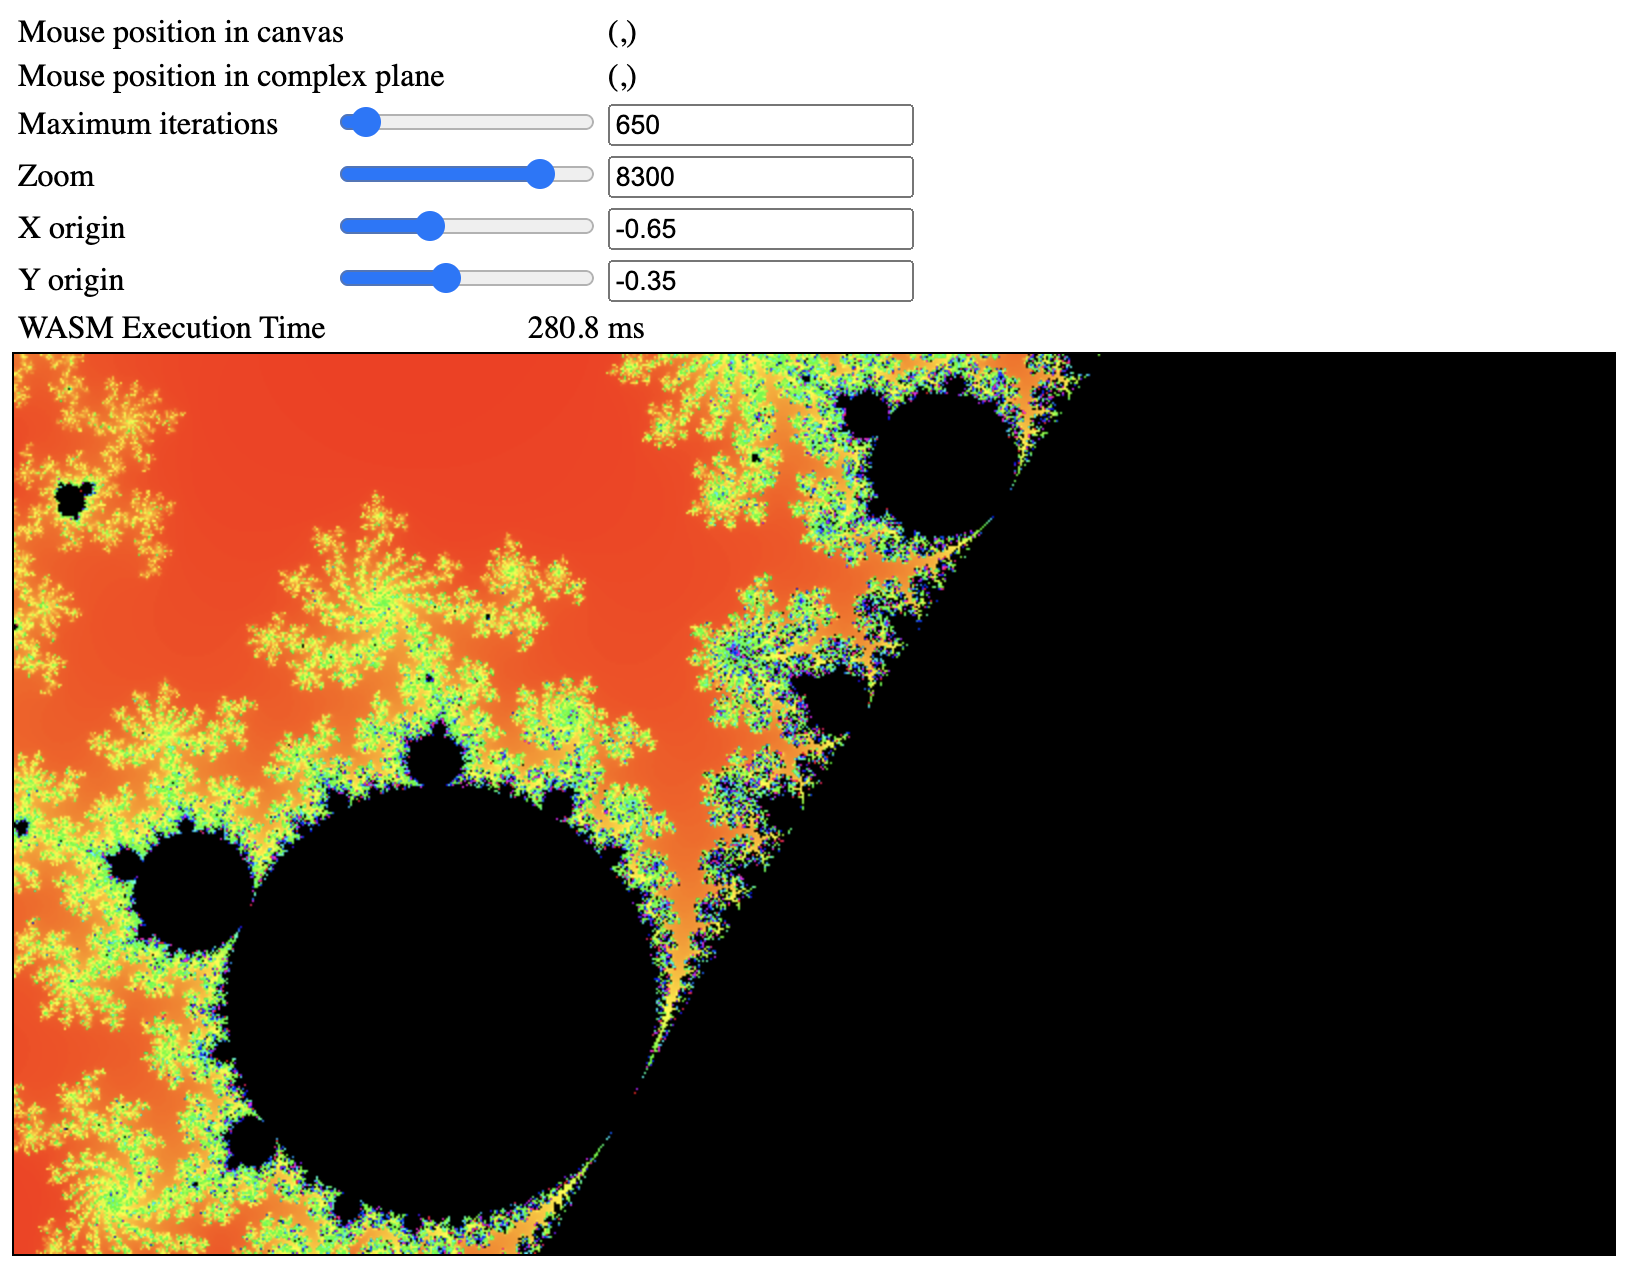 Mouse position in canvas (,)
Mouse position in complex plane (,)
Maximum iterations 650
Zoom 8300
X origin -0.65
Y origin -0.35
WASM Execution Time 280.8 ms